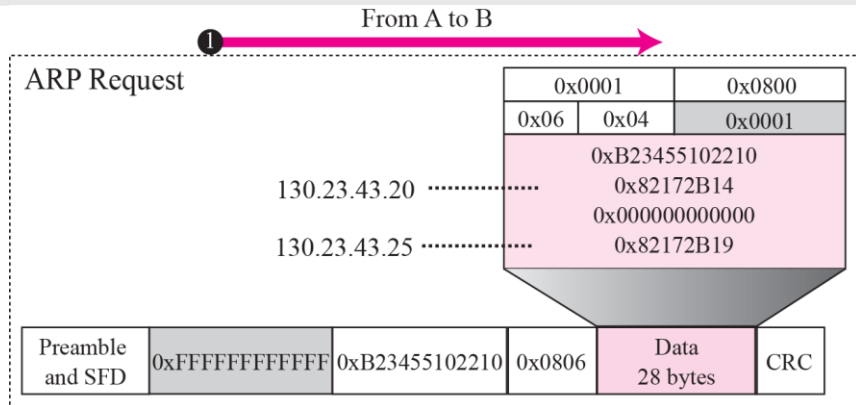 From A to B
1
ARP Request
0x0001 0x0800
0x06 0x04 0x0001
0xB23455102210
130.23.43.20 0x82172B14
0x000000000000
130.23.43.25 0x82172B19
Preamble
and SFD
0xFFFFFFFFFFFF 0xB23455102210 0x0806
Data
28 bytes
CRC